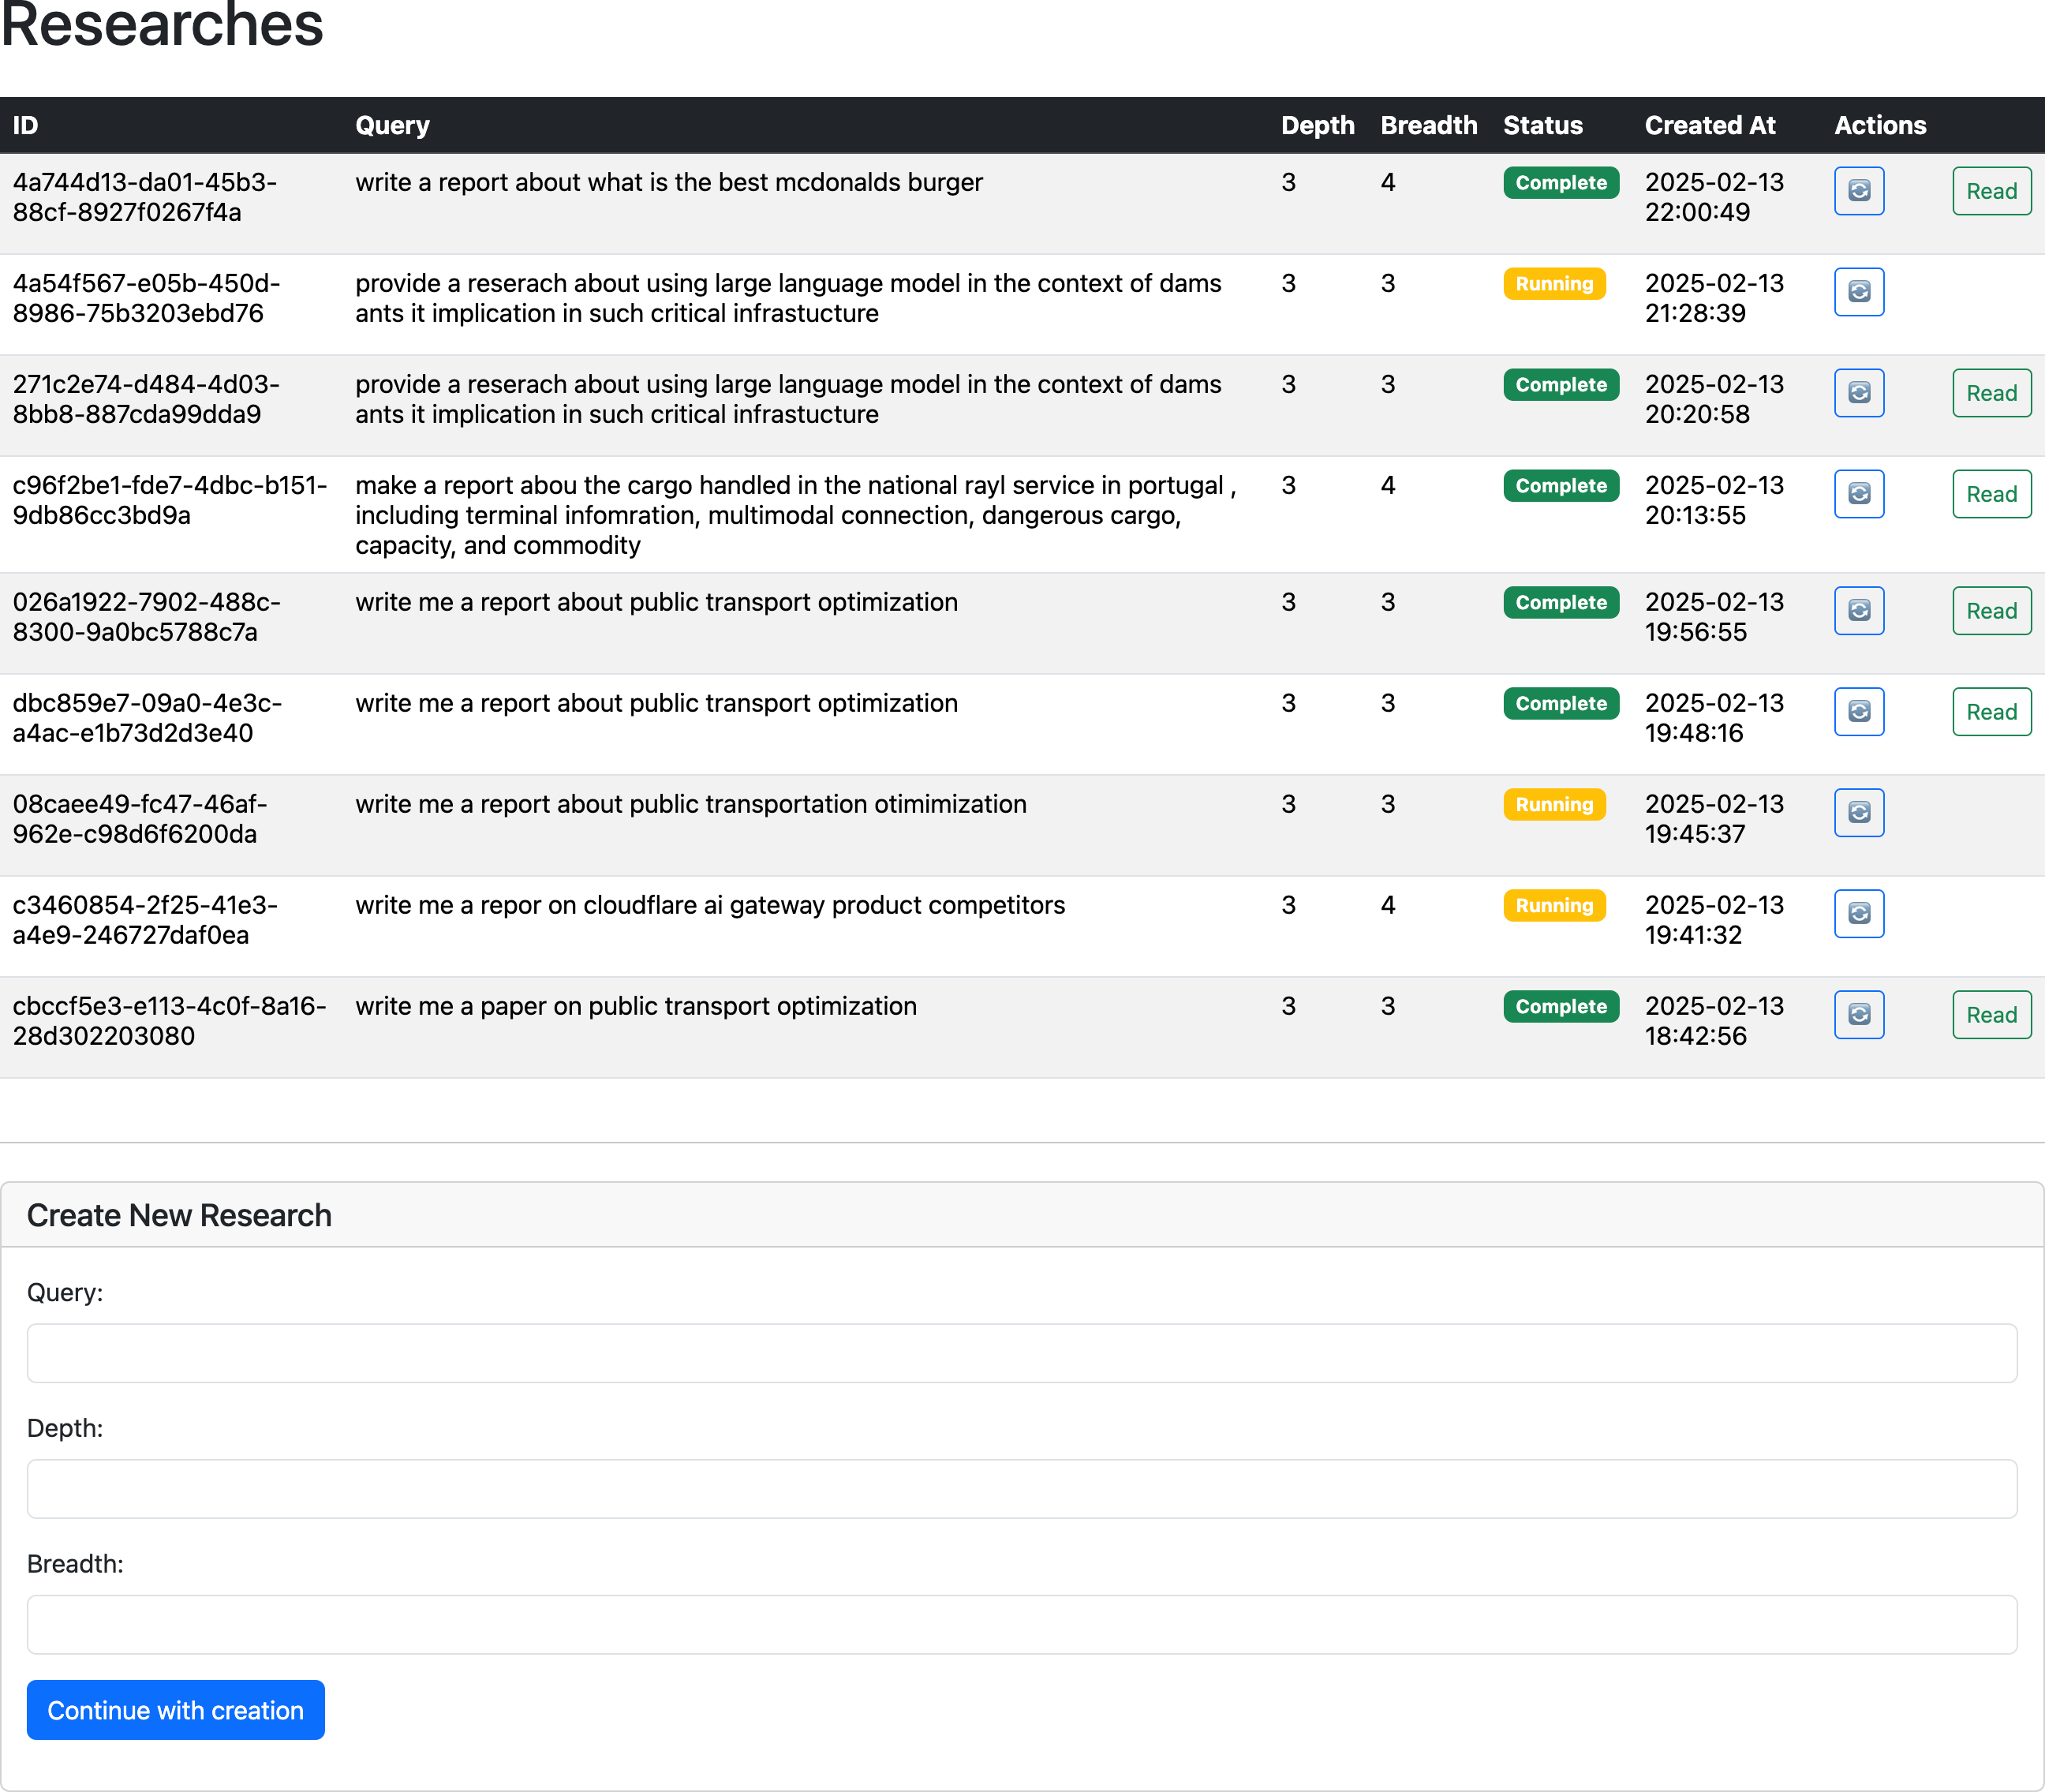 Researches
ID Query Depth Breadth Status Created At Actions
4a744d13-da01-45b3- write a report about what is the best mcdonalds burger 3 4 Complete 2025-02-13 Read
88cf-8927f0267f4a 22:00:49
4a54f567-e05b-450d- provide a reserach about using large language model in the context of dams 3 3 Running 2025-02-13
8986-75b3203ebd76 ants it implication in such critical infrastucture 21:28:39
271c2e74-d484-4d03- provide a reserach about using large language model in the context of dams 3 3 Complete 2025-02-13 Read
8bb8-887cda99dda9 ants it implication in such critical infrastucture 20:20:58
c96f2be1-fde7-4dbc-b151- make a report abou the cargo handled in the national rayl service in portugal , 3 4 Complete 2025-02-13 Read
9db86cc3bd9a including terminal infomration, multimodal connection, dangerous cargo, 20:13:55
capacity, and commodity
026a1922-7902-488c- write me a report about public transport optimization 3 3 Complete 2025-02-13 Read
8300-9a0bc5788c7a 19:56:55
dbc859e7-09a0-4e3c- write me a report about public transport optimization 3 3 Complete 2025-02-13 Read
a4ac-e1b73d2d3e40 19:48:16
08caee49-fc47-46af- write me a report about public transportation otimimization 3 3 Running 2025-02-13
962e-c98d6f6200da 19:45:37
c3460854-2f25-41e3- write me a repor on cloudflare ai gateway product competitors 3 4 Running 2025-02-13
a4e9-246727daf0ea 19:41:32
cbccf5e3-e113-4c0f-8a16- write me a paper on public transport optimization 3 3 Complete 2025-02-13 Read
28d302203080 18:42:56
Create New Research
Query:
Depth:
Breadth:
Continue with creation